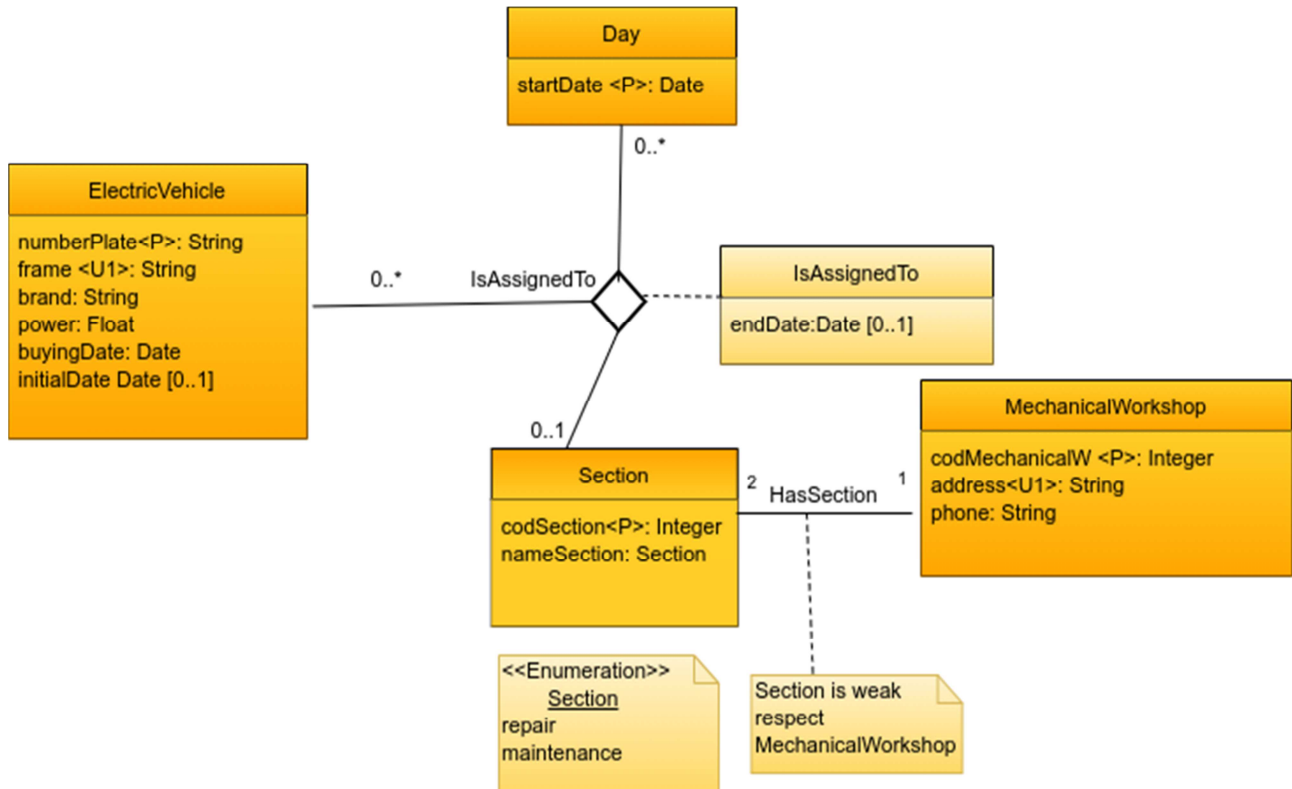 Day
startDate <P>: Date
0..*
ElectricVehicle
numberPlate<P>: String
frame <U1>: String
brand: String
power: Float
buyingDate: Date
initialDate Date [0..1]
0..*
IsAssignedTo
IsAssignedTo
endDate:Date [0..1]
0..1
Section
codSection<P>: Integer
nameSection: Section
2
HasSection
1
MechanicalWorkshop
codMechanicalW <P>: Integer
address<U1>: String
phone: String
<<Enumeration>>
Section
repair
maintenance
Section is weak
respect
MechanicalWorkshop